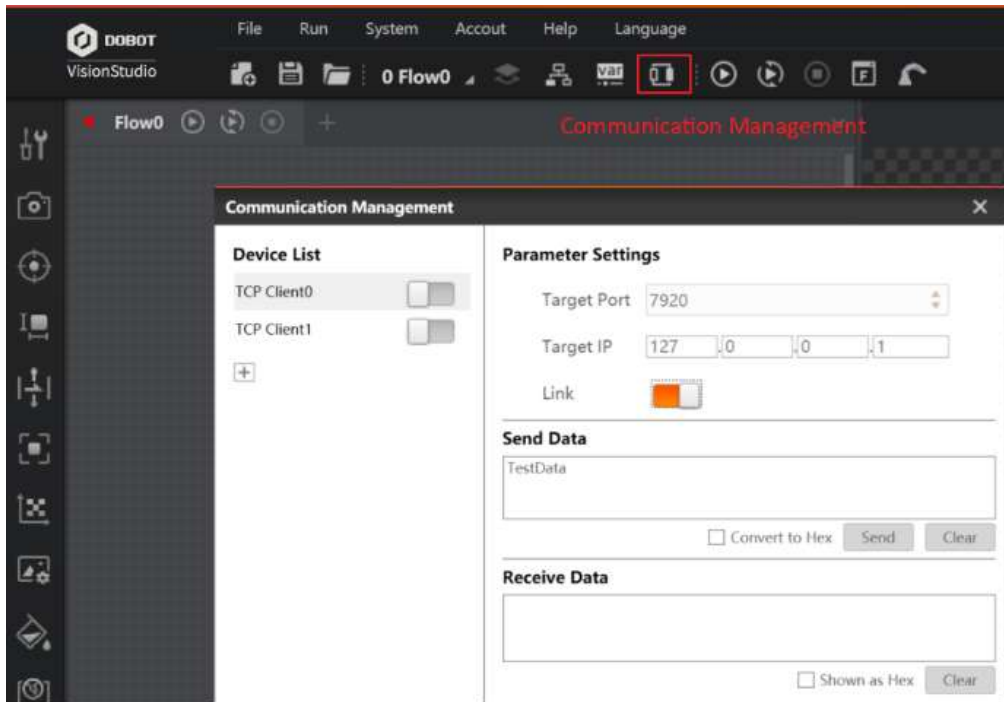 File Run System Accout Help Language
DOBOT
VisionStudio
0 Flow0
var
F
Flow0
Communication Management
Communication Management
Device List
TCP Client0
TCP Client1
Parameter Settings
Target Port 7920
Target IP 127 .0 .0 .1
Link
Send Data
TestData
Convert to Hex Send Clear
Receive Data
Shown as Hex Clear